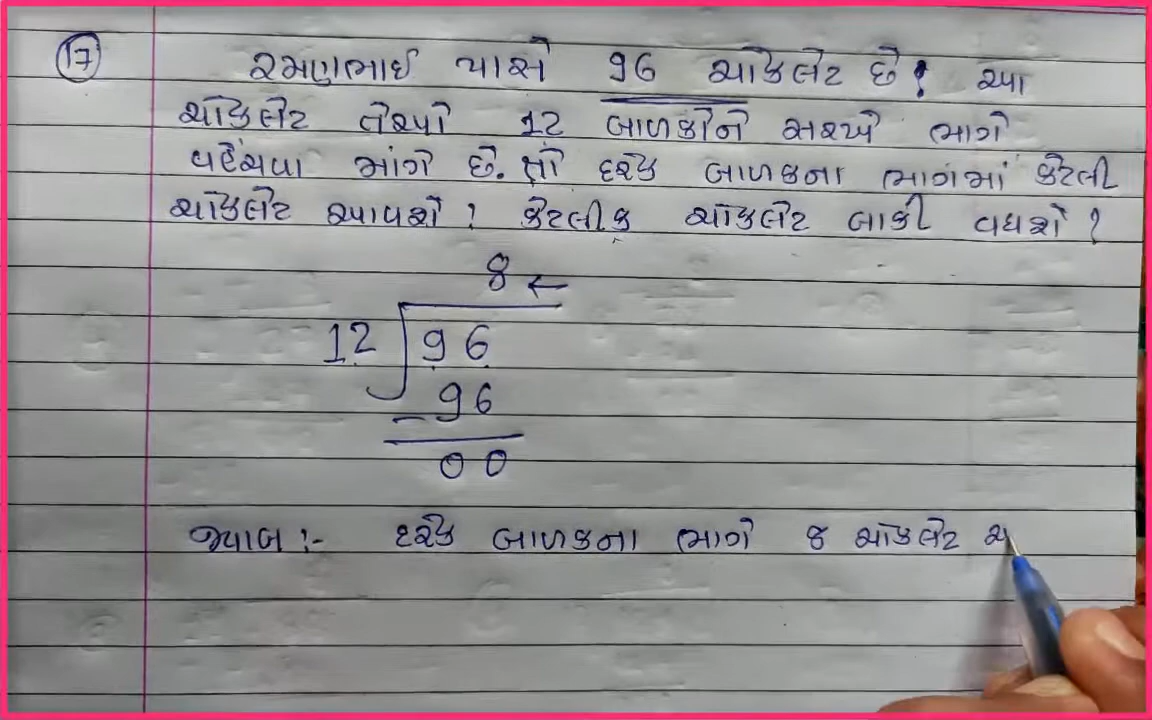 17 રમણભાઈ પાસે 96 ચોકલેટ છે. આ
ચોકલેટ તેઓ 12 બાળકોને સરખે ભાગે
વહેંચવા માંગે છે. તો દરેક બાળકના ભાગમાં કેટલી
ચોકલેટ આવશે ? કેટલીક ચોકલેટ બાકી વધશે ?
8 ←
12 96
- 96
00
જવાબ :- દરેક બાળકના ભાગે 8 ચોકલેટ